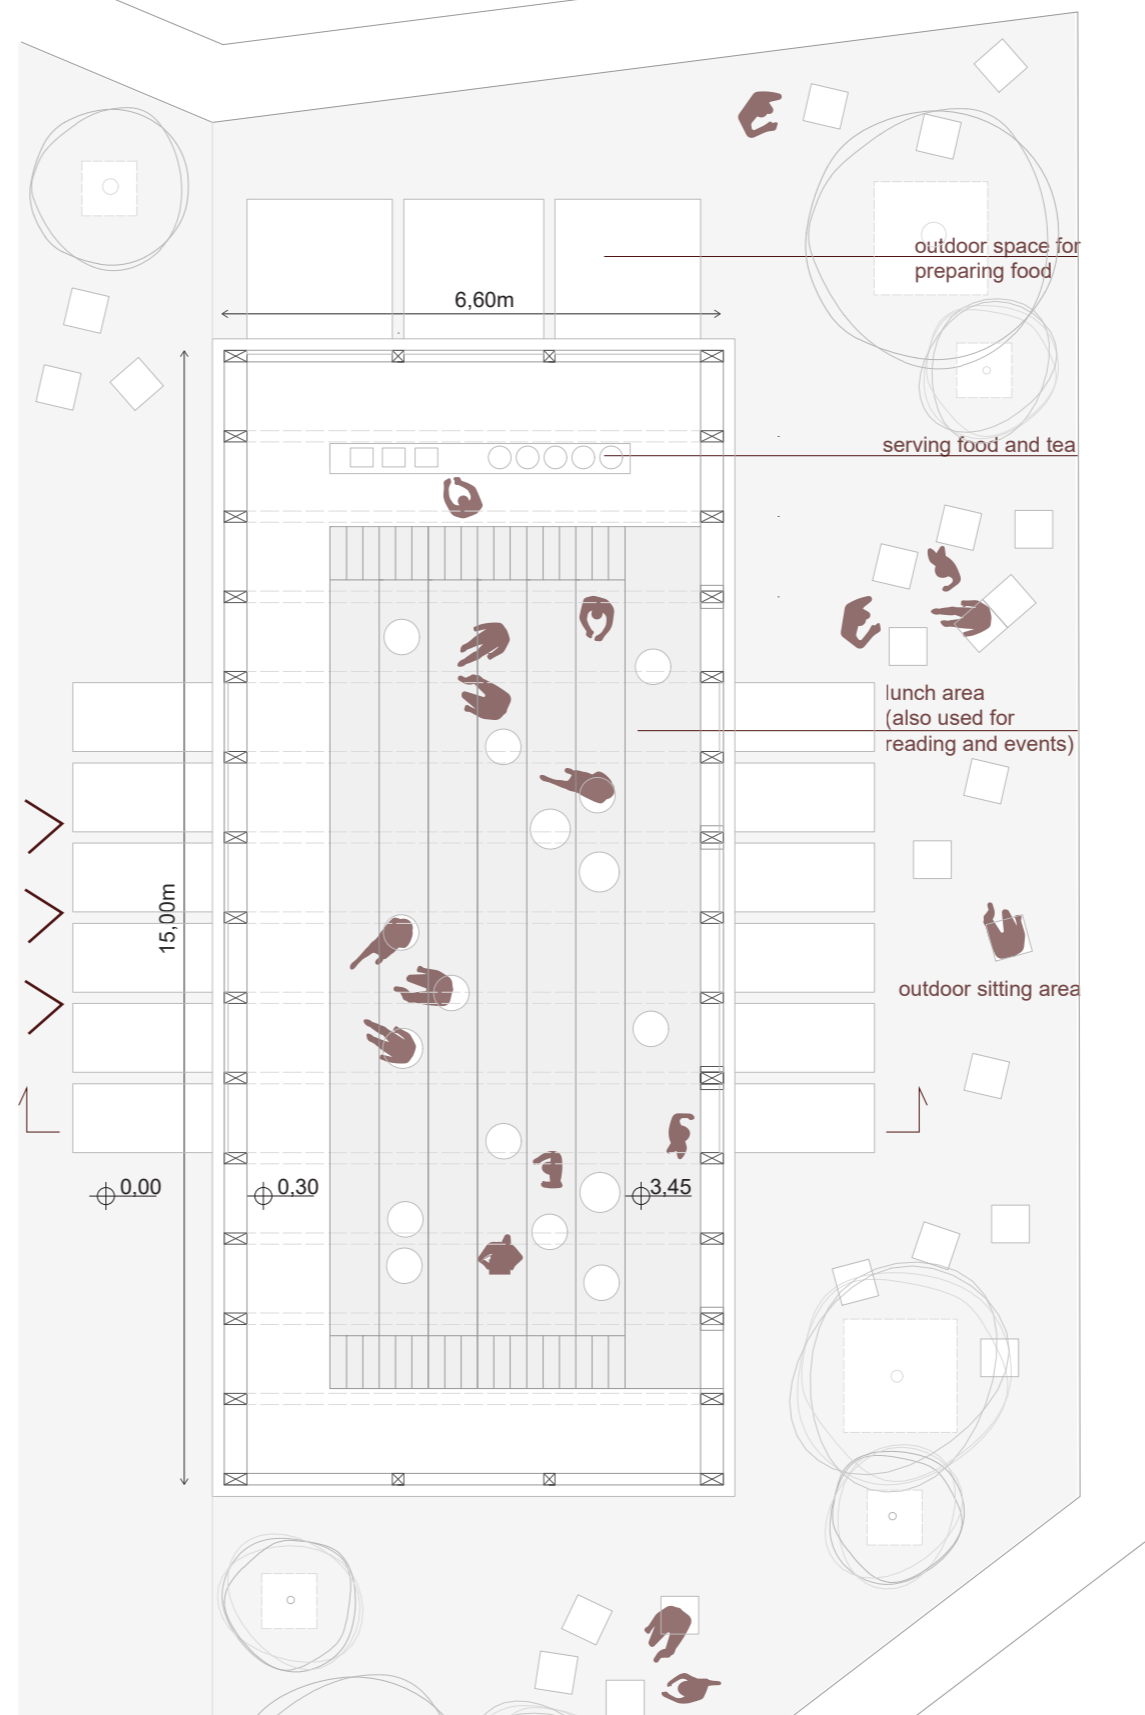 outdoor space for
preparing food
6,60m
serving food and tea
lunch area
(also used for
reading and events)
15,00m
outdoor sitting area
0,00
0,30
3,45